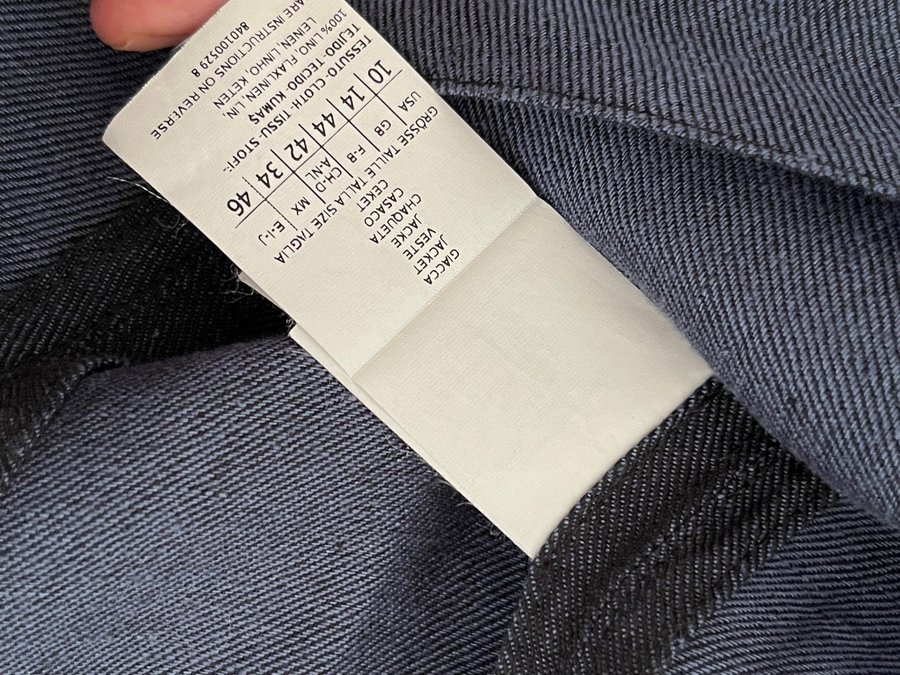 GIACCA
JACKET
VESTE
JACKE
CHAQUETA
CASACO
CEKET
GRÖSSE TAILLE TALLA SIZE TAGLIA
USA GB F-B CH-D A-NL MX E-I-J
10 14 44 42 34 46
TESSUTO-CLOTH-TISSU-STOFF:-
TEJIDO-TECIDO-KUMAŞ
100% LINO, FLAX/LINEN, LIN,
LEINEN, LINHO, KETEN
840100529 8
ARE INSTRUCTIONS ON REVERSE